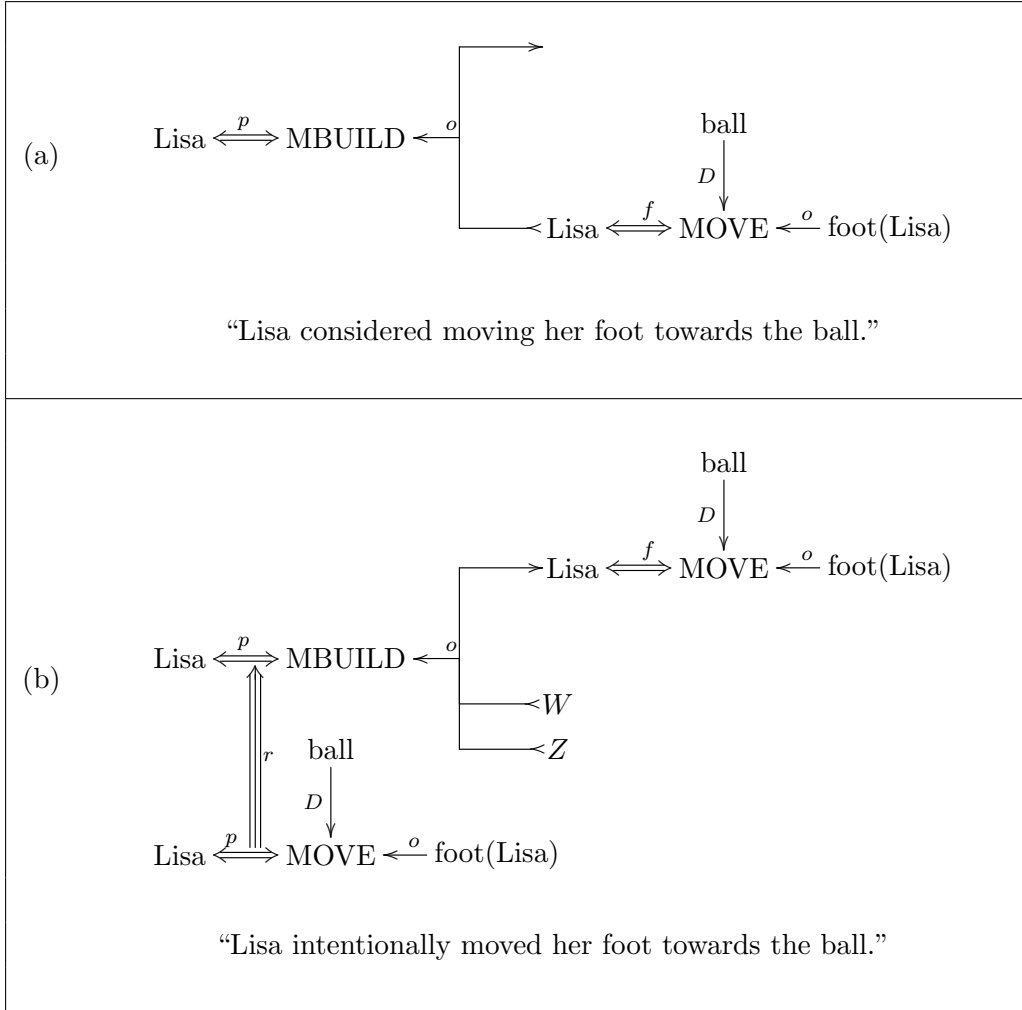 ball
(a) Lisa p MBUILD o D
Lisa f MOVE o foot(Lisa)
“Lisa considered moving her foot towards the ball.”
ball
D
Lisa f MOVE o foot(Lisa)
(b) Lisa p MBUILD o
W
r ball Z
D
Lisa p MOVE o foot(Lisa)
“Lisa intentionally moved her foot towards the ball.”